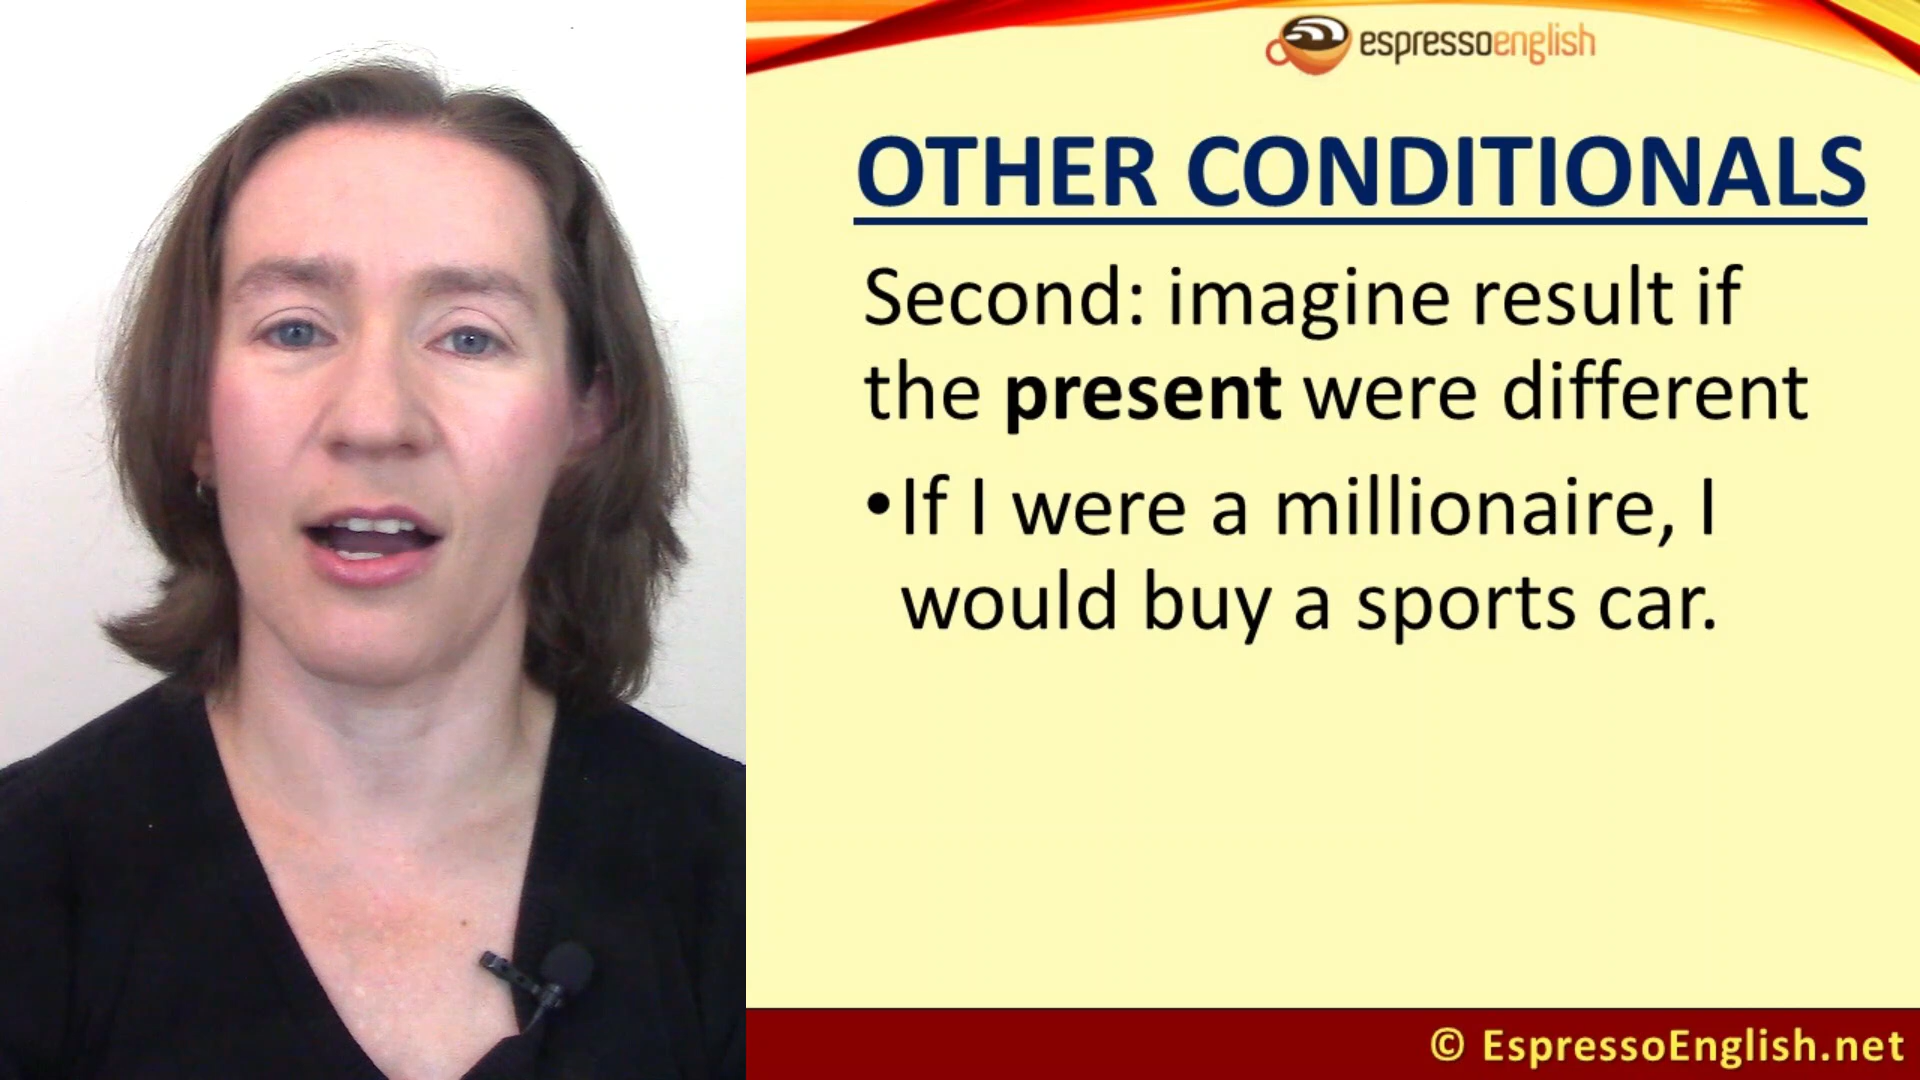 espressoenglish
OTHER CONDITIONALS
Second: imagine result if
the present were different
•If I were a millionaire, I
would buy a sports car.
© EspressoEnglish.net